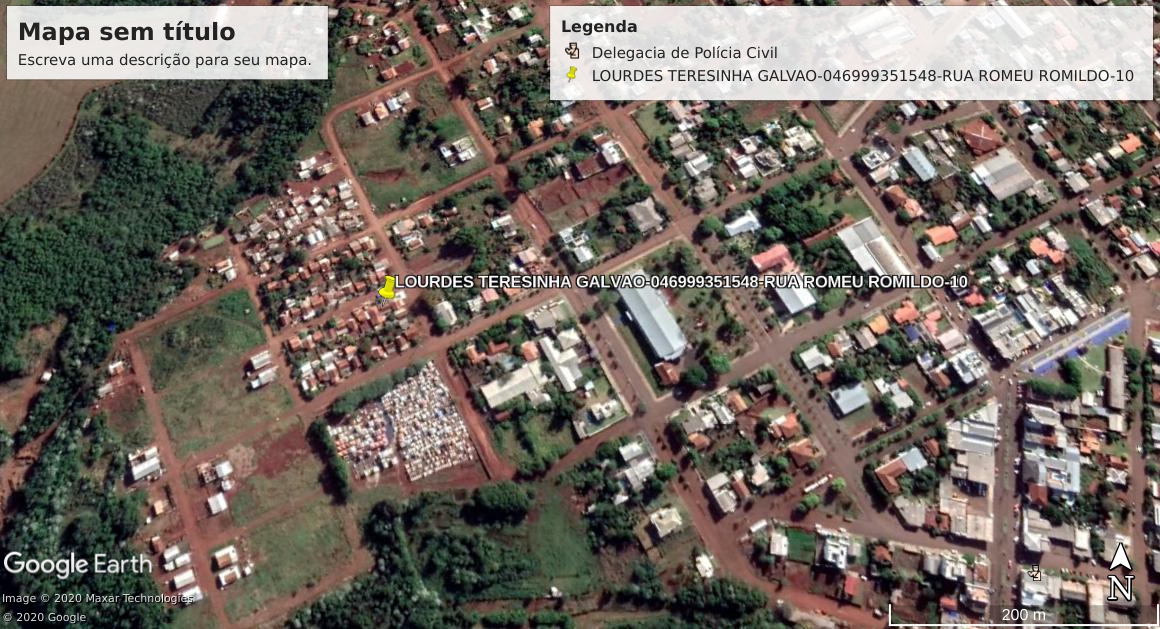 Mapa sem título
Escreva uma descrição para seu mapa.
Legenda
Delegacia de Polícia Civil
LOURDES TERESINHA GALVAO-046999351548-RUA ROMEU ROMILDO-10
LOURDES TERESINHA GALVAO-046999351548-RUA ROMEU ROMILDO-10
Google Earth
Image © 2020 Maxar Technologies
© 2020 Google
N
200 m